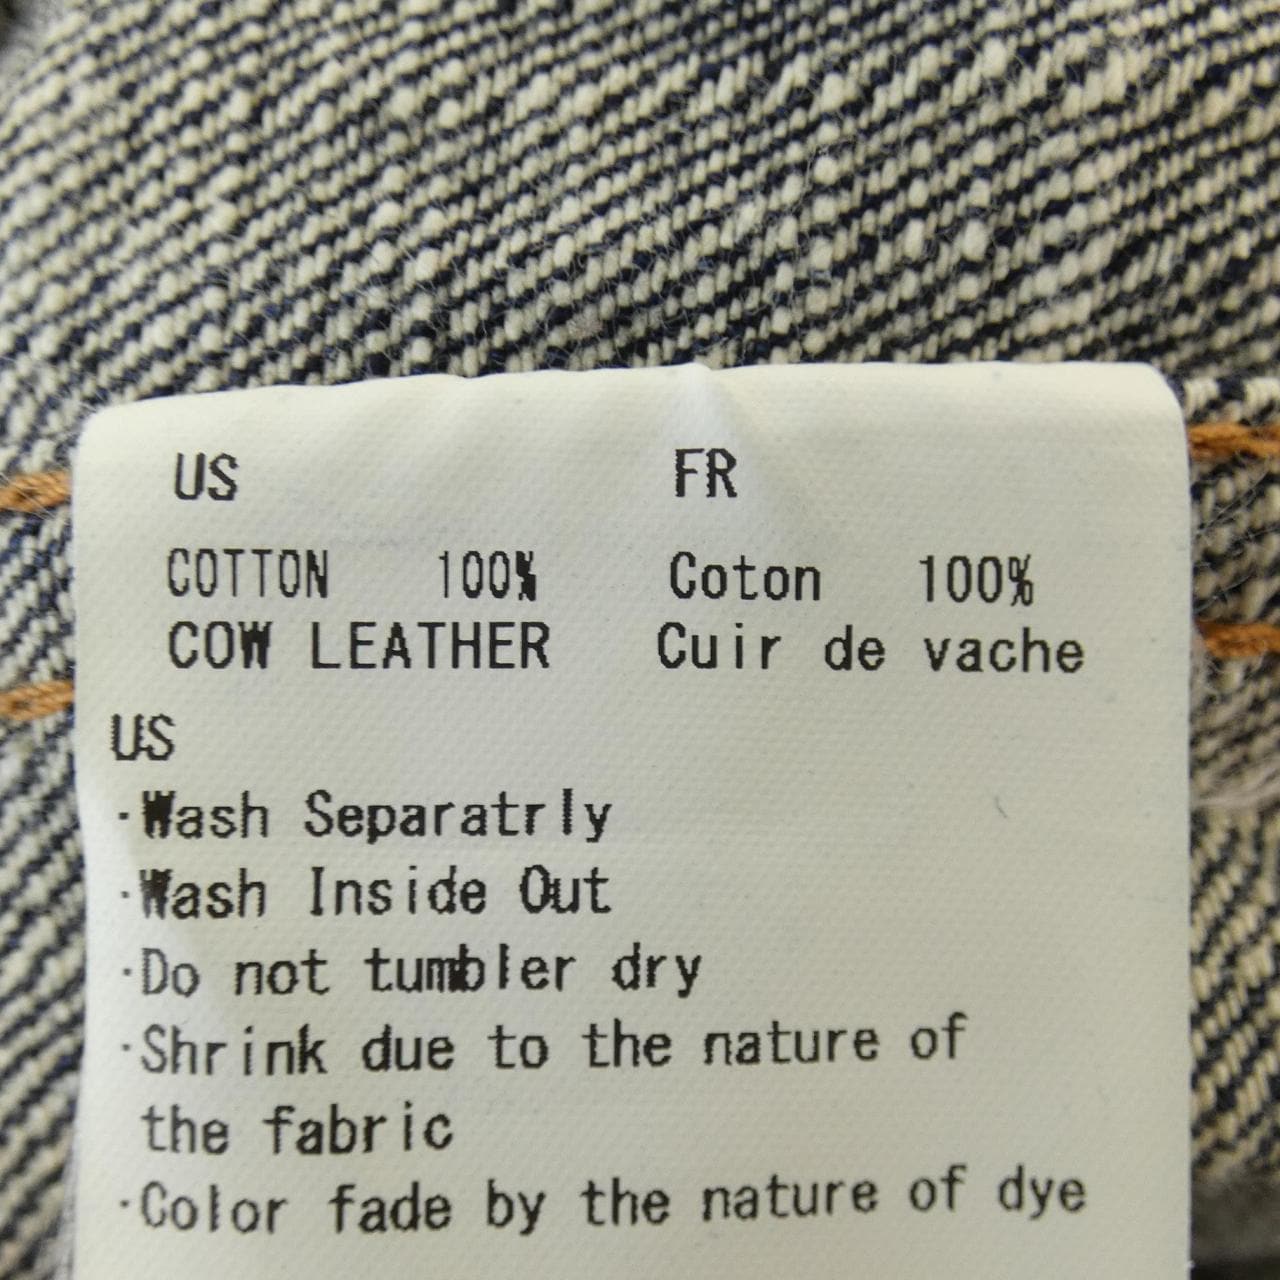 US FR
COTTON 100% Coton 100%
COW LEATHER Cuir de vache
US
·Wash Separatrly
·Wash Inside Out
·Do not tumbler dry
·Shrink due to the nature of
the fabric
·Color fade by the nature of dye